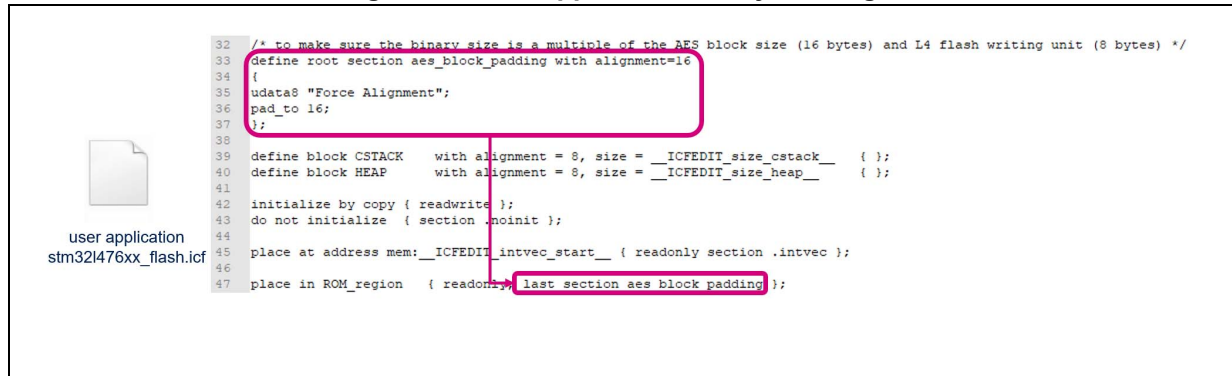 32 /* to make sure the binary size is a multiple of the AES block size (16 bytes) and L4 flash writing unit (8 bytes) */
33 define root section aes_block_padding with alignment=16
34 {
35 udata8 "Force Alignment";
36 pad_to 16;
37 };
38
39 define block CSTACK    with alignment = 8, size = __ICFEDIT_size_cstack__   { };
40 define block HEAP      with alignment = 8, size = __ICFEDIT_size_heap__     { };
41
42 initialize by copy { readwrite };
43 do not initialize  { section .noinit };
44
45 place at address mem:__ICFEDIT_intvec_start__ { readonly section .intvec };
46
47 place in ROM_region   { readonly, last section aes_block_padding };
user application
stm32l476xx_flash.icf